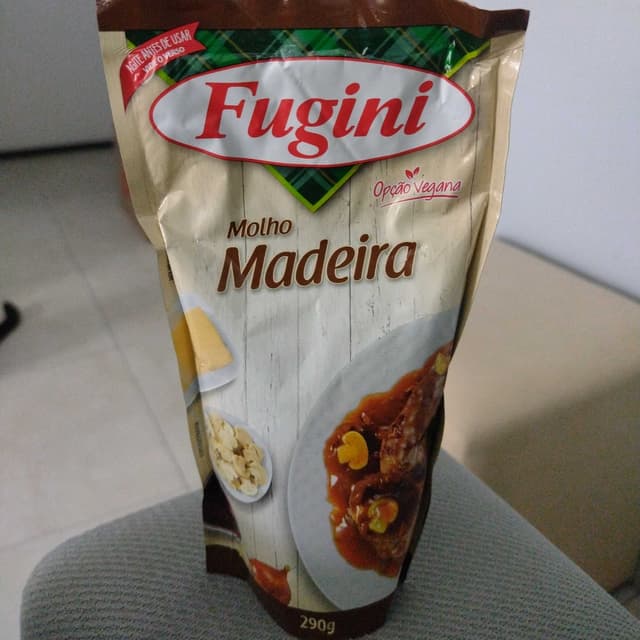 AGITE ANTES DE USAR
Fugini
Opção Vegana
Molho
Madeira
290g